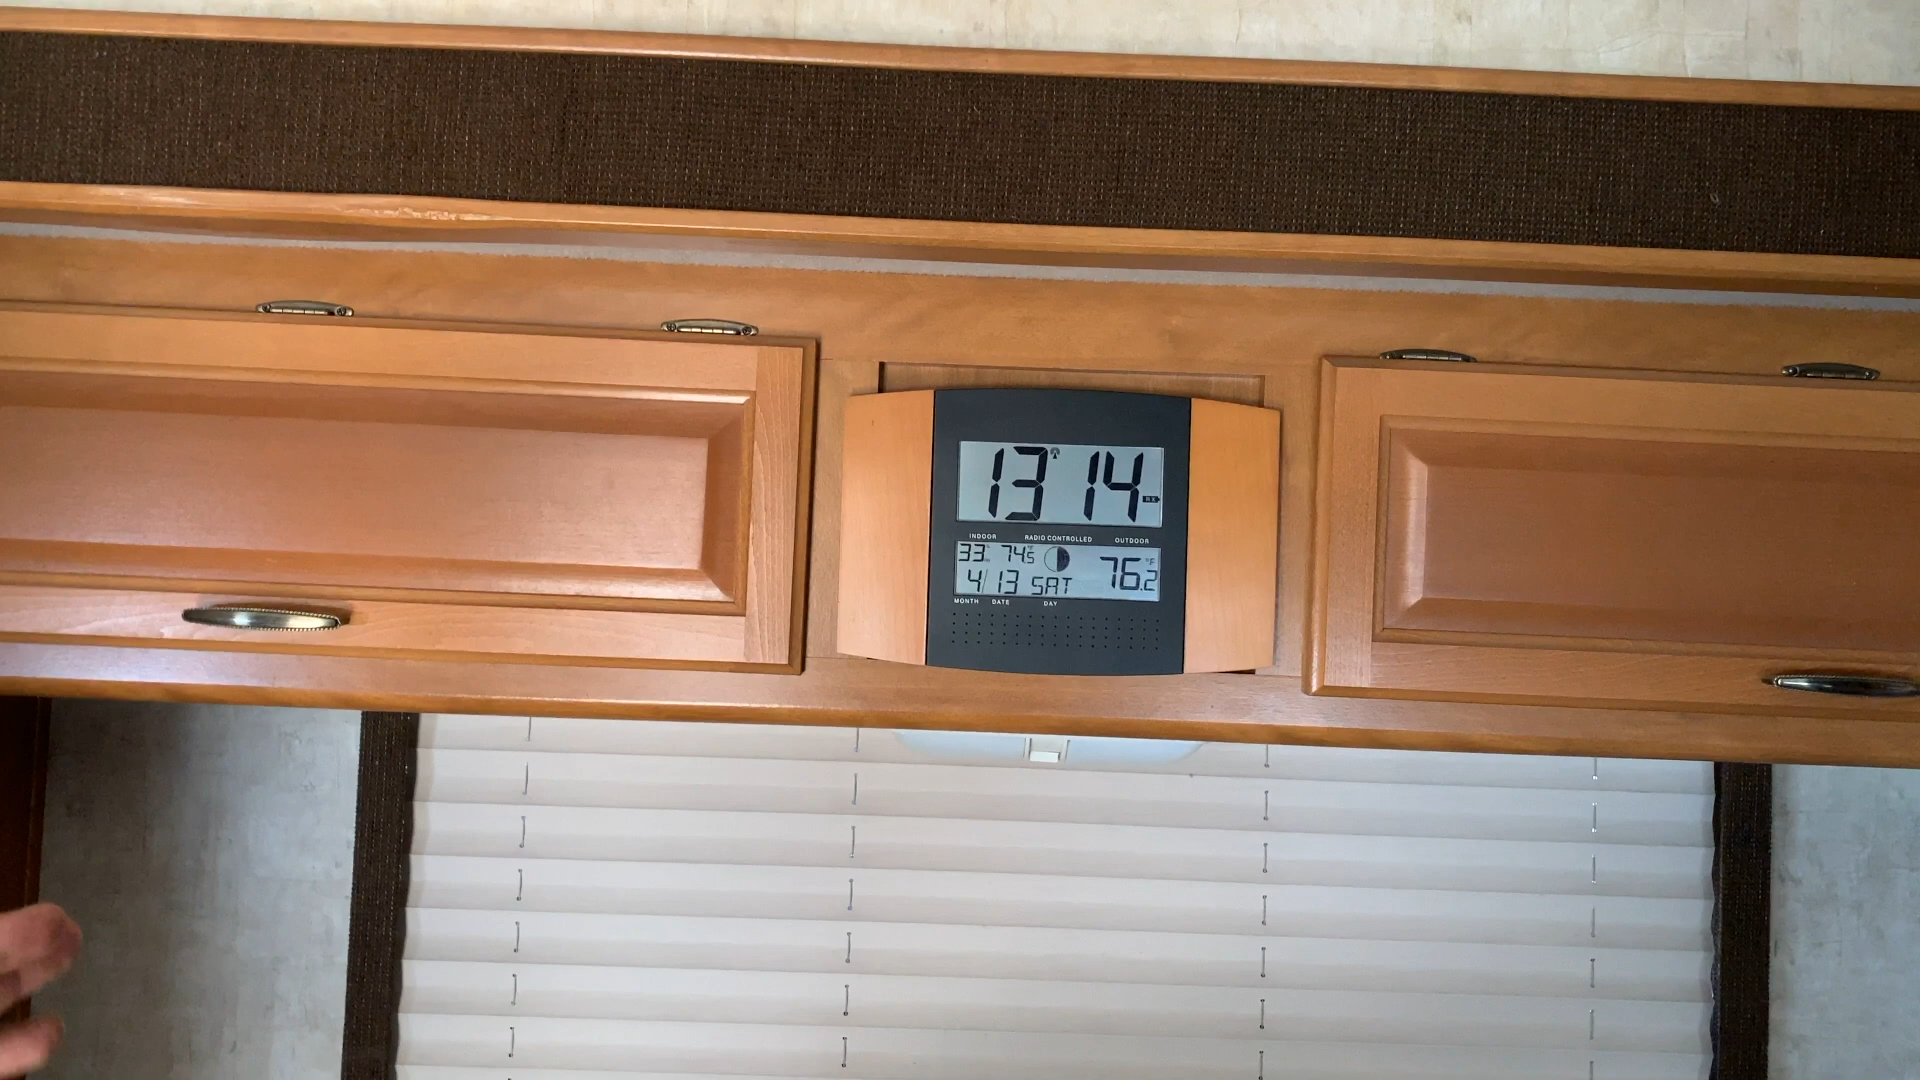 13 14
INDOOR RADIO CONTROLLED OUTDOOR
33% 74.5°F 76.2°F
4/13 SAT
MONTH DATE DAY